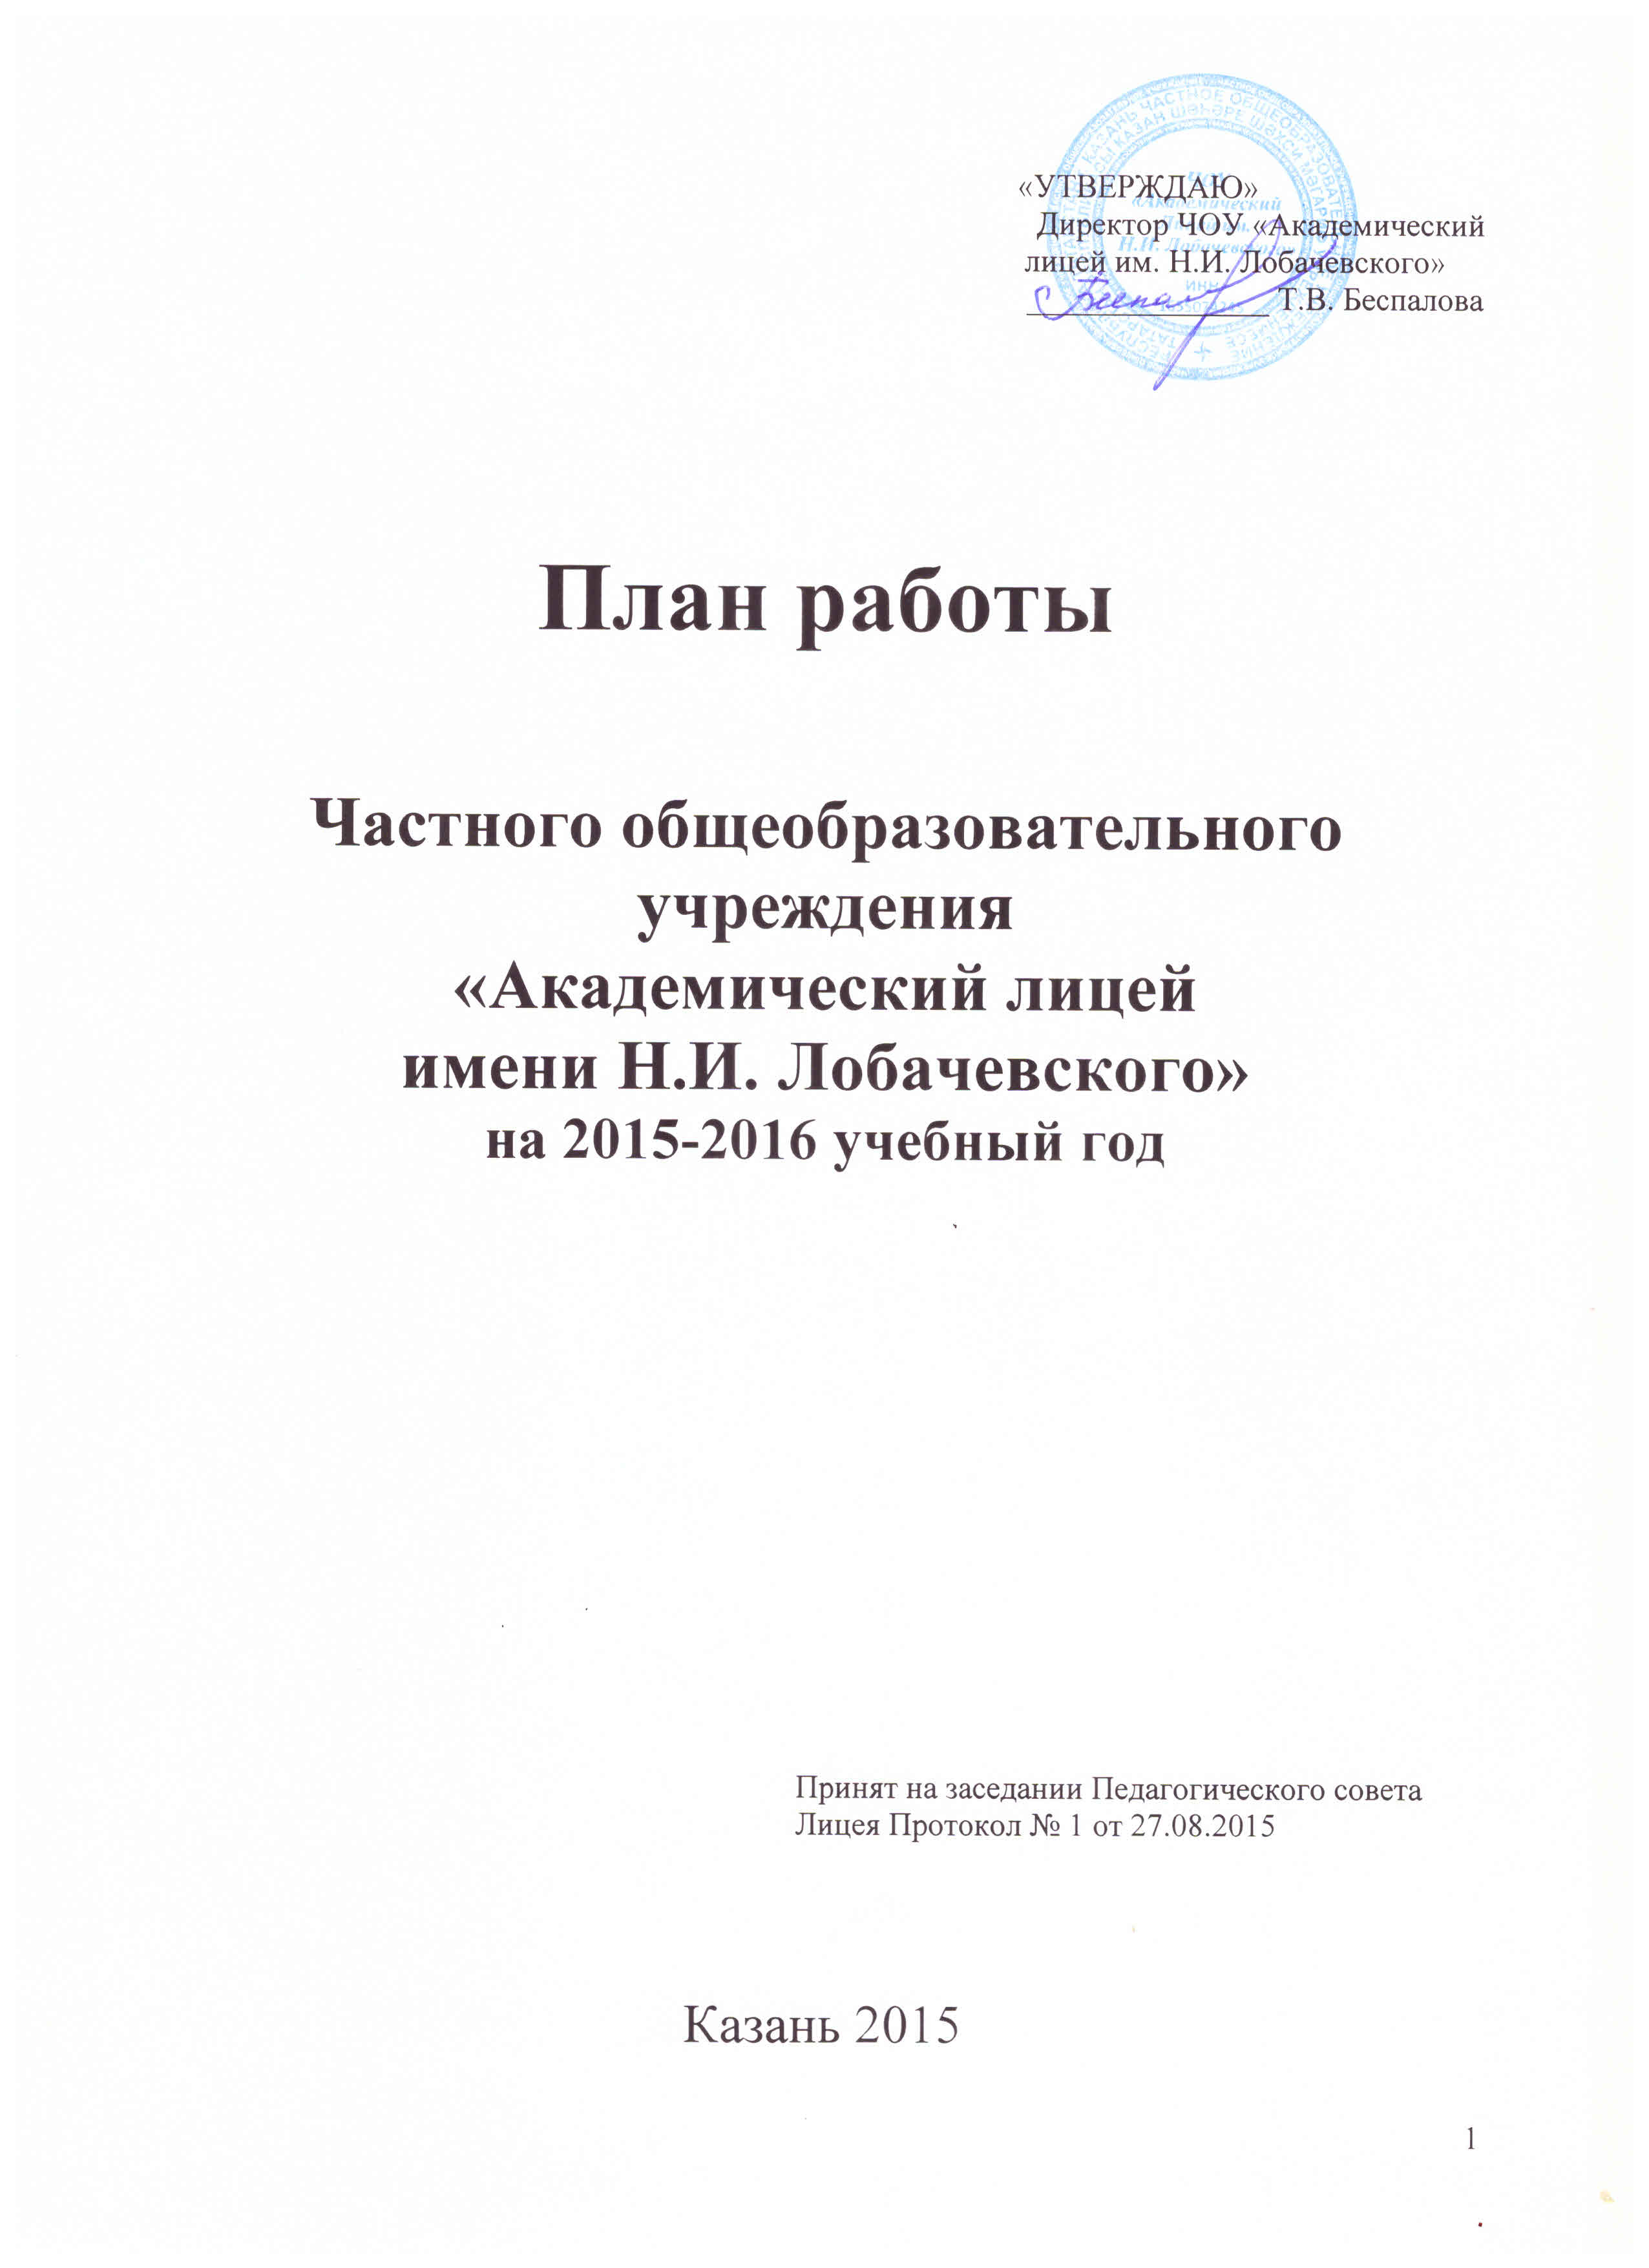 «УТВЕРЖДАЮ»
Директор ЧОУ «Академический
лицей им. Н.И. Лобачевского»
Т.В. Беспалова
План работы
Частного общеобразовательного
учреждения
«Академический лицей
имени Н.И. Лобачевского»
на 2015-2016 учебный год
Принят на заседании Педагогического совета
Лицея Протокол № 1 от 27.08.2015
Казань 2015
1